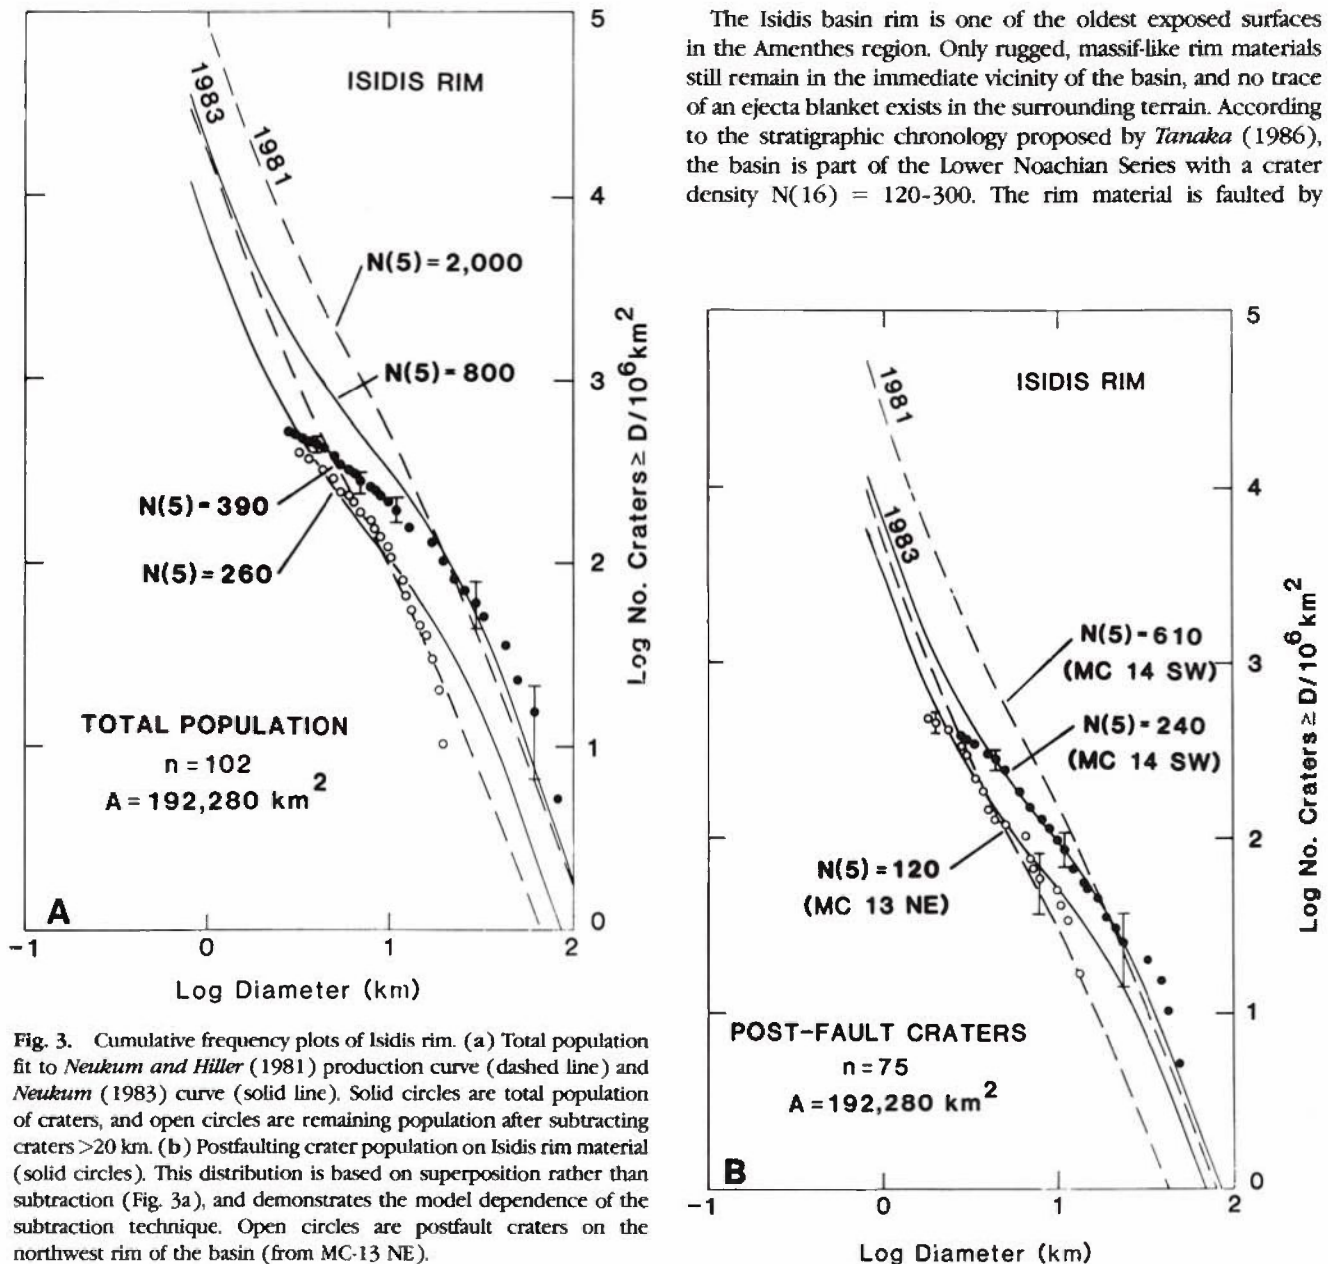 The Isidis basin rim is one of the oldest exposed surfaces
in the Amenthes region. Only rugged, massif-like rim materials
still remain in the immediate vicinity of the basin, and no trace
of an ejecta blanket exists in the surrounding terrain. According
to the stratigraphic chronology proposed by Tanaka (1986),
the basin is part of the Lower Noachian Series with a crater
density N(16) = 120-300. The rim material is faulted by
5
ISIDIS RIM
1983
1981
4
N(5)=2,000
N(5)=800
3
N(5)=390
N(5)=260
2
Log No. Craters ≥ D/10⁶km²
TOTAL POPULATION
n=102
A=192,280 km²
1
A
0
-1
0
1
2
Log Diameter (km)
5
ISIDIS RIM
1981
4
1983
N(5)=610
(MC 14 SW)
3
N(5)=240
(MC 14 SW)
2
N(5)=120
(MC 13 NE)
Log No. Craters ≥ D/10⁶km²
1
POST-FAULT CRATERS
n=75
A=192,280 km²
B
0
-1
0
1
2
Log Diameter (km)
Fig. 3. Cumulative frequency plots of Isidis rim. (a) Total population
fit to Neukum and Hiller (1981) production curve (dashed line) and
Neukum (1983) curve (solid line). Solid circles are total population
of craters, and open circles are remaining population after subtracting
craters >20 km. (b) Postfaulting crater population on Isidis rim material
(solid circles). This distribution is based on superposition rather than
subtraction (Fig. 3a), and demonstrates the model dependence of the
subtraction technique. Open circles are postfault craters on the
northwest rim of the basin (from MC-13 NE).